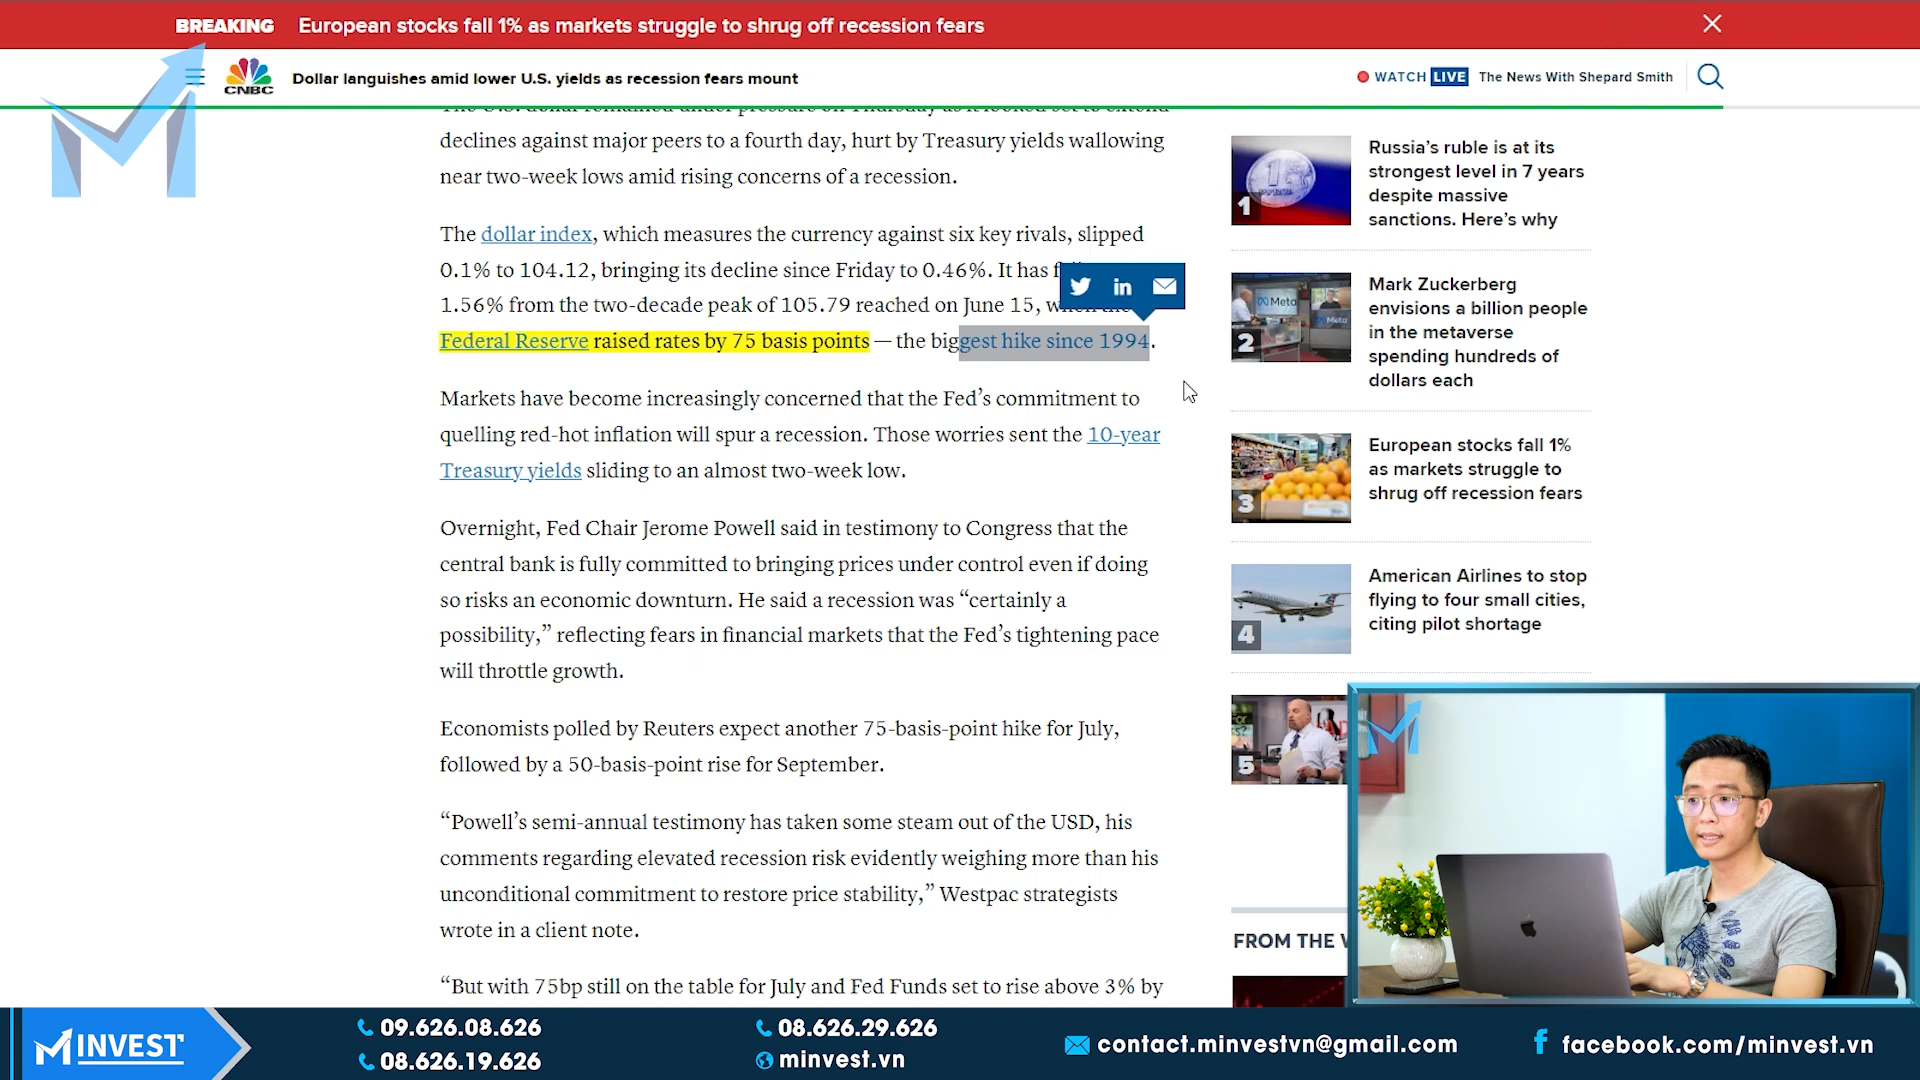 BREAKING European stocks fall 1% as markets struggle to shrug off recession fears
CNBC
Dollar languishes amid lower U.S. yields as recession fears mount
WATCH LIVE The News With Shepard Smith
The U.S. dollar remained under pressure on Thursday as it looked set to extend
declines against major peers to a fourth day, hurt by Treasury yields wallowing
near two-week lows amid rising concerns of a recession.
The dollar index, which measures the currency against six key rivals, slipped
0.1% to 104.12, bringing its decline since Friday to 0.46%. It has
1.56% from the two-decade peak of 105.79 reached on June 15,
Federal Reserve raised rates by 75 basis points — the biggest hike since 1994.
Markets have become increasingly concerned that the Fed’s commitment to
quelling red-hot inflation will spur a recession. Those worries sent the 10-year
Treasury yields sliding to an almost two-week low.
Overnight, Fed Chair Jerome Powell said in testimony to Congress that the
central bank is fully committed to bringing prices under control even if doing
so risks an economic downturn. He said a recession was “certainly a
possibility,” reflecting fears in financial markets that the Fed’s tightening pace
will throttle growth.
Economists polled by Reuters expect another 75-basis-point hike for July,
followed by a 50-basis-point rise for September.
“Powell’s semi-annual testimony has taken some steam out of the USD, his
comments regarding elevated recession risk evidently weighing more than his
unconditional commitment to restore price stability,” Westpac strategists
wrote in a client note.
“But with 75bp still on the table for July and Fed Funds set to rise above 3% by
1
Russia’s ruble is at its
strongest level in 7 years
despite massive
sanctions. Here’s why
Meta
Meta
2
Mark Zuckerberg
envisions a billion people
in the metaverse
spending hundreds of
dollars each
3
European stocks fall 1%
as markets struggle to
shrug off recession fears
4
American Airlines to stop
flying to four small cities,
citing pilot shortage
5
FROM THE
MINVEST
09.626.08.626
08.626.19.626
08.626.29.626
minvest.vn
contact.minvestvn@gmail.com
facebook.com/minvest.vn